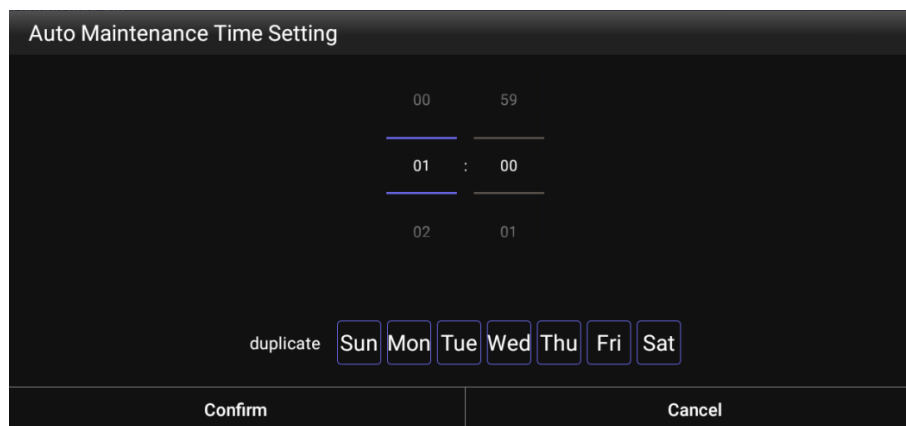 Auto Maintenance Time Setting
00 59
01 : 00
02 01
duplicate Sun Mon Tue Wed Thu Fri Sat
Confirm Cancel